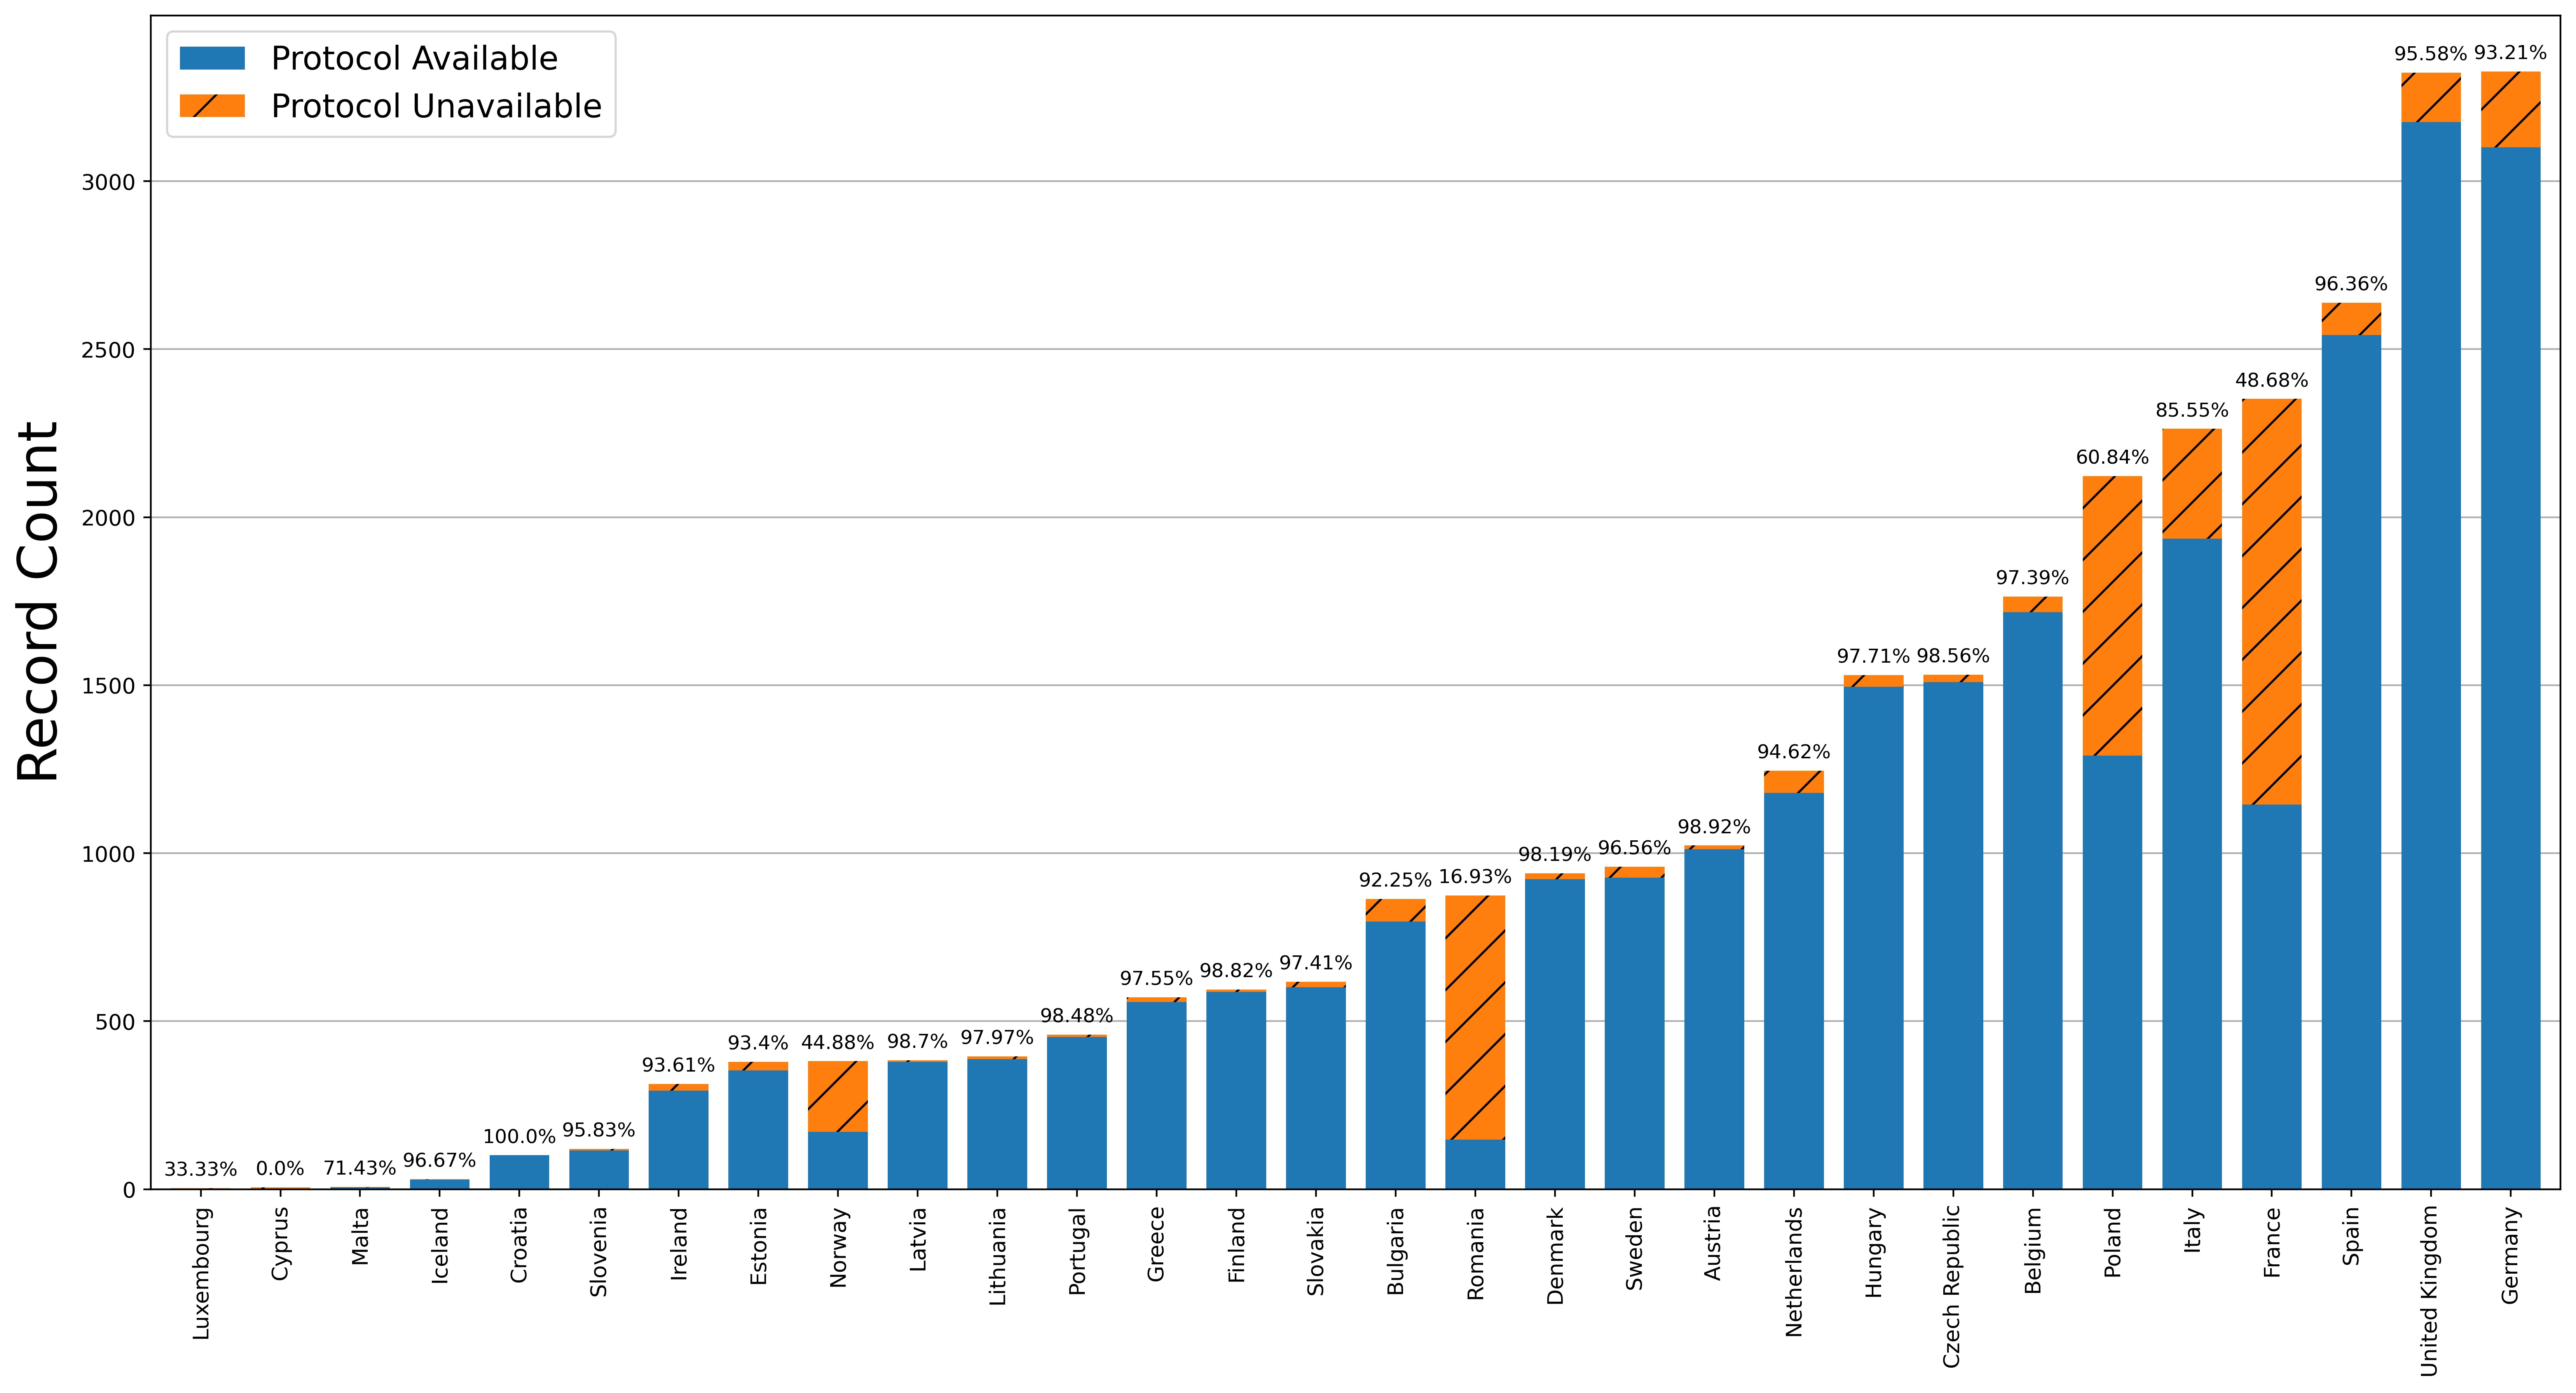 Protocol Available
Protocol Unavailable
Record Count
3000
2500
2000
1500
1000
500
0
33.33%
0.0%
71.43%
96.67%
100.0%
95.83%
93.61%
93.4%
44.88%
98.7%
97.97%
98.48%
97.55%
98.82%
97.41%
92.25%
16.93%
98.19%
96.56%
98.92%
94.62%
97.71%
98.56%
97.39%
60.84%
85.55%
48.68%
96.36%
95.58%
93.21%
Luxembourg
Cyprus
Malta
Iceland
Croatia
Slovenia
Ireland
Estonia
Norway
Latvia
Lithuania
Portugal
Greece
Finland
Slovakia
Bulgaria
Romania
Denmark
Sweden
Austria
Netherlands
Hungary
Czech Republic
Belgium
Poland
Italy
France
Spain
United Kingdom
Germany